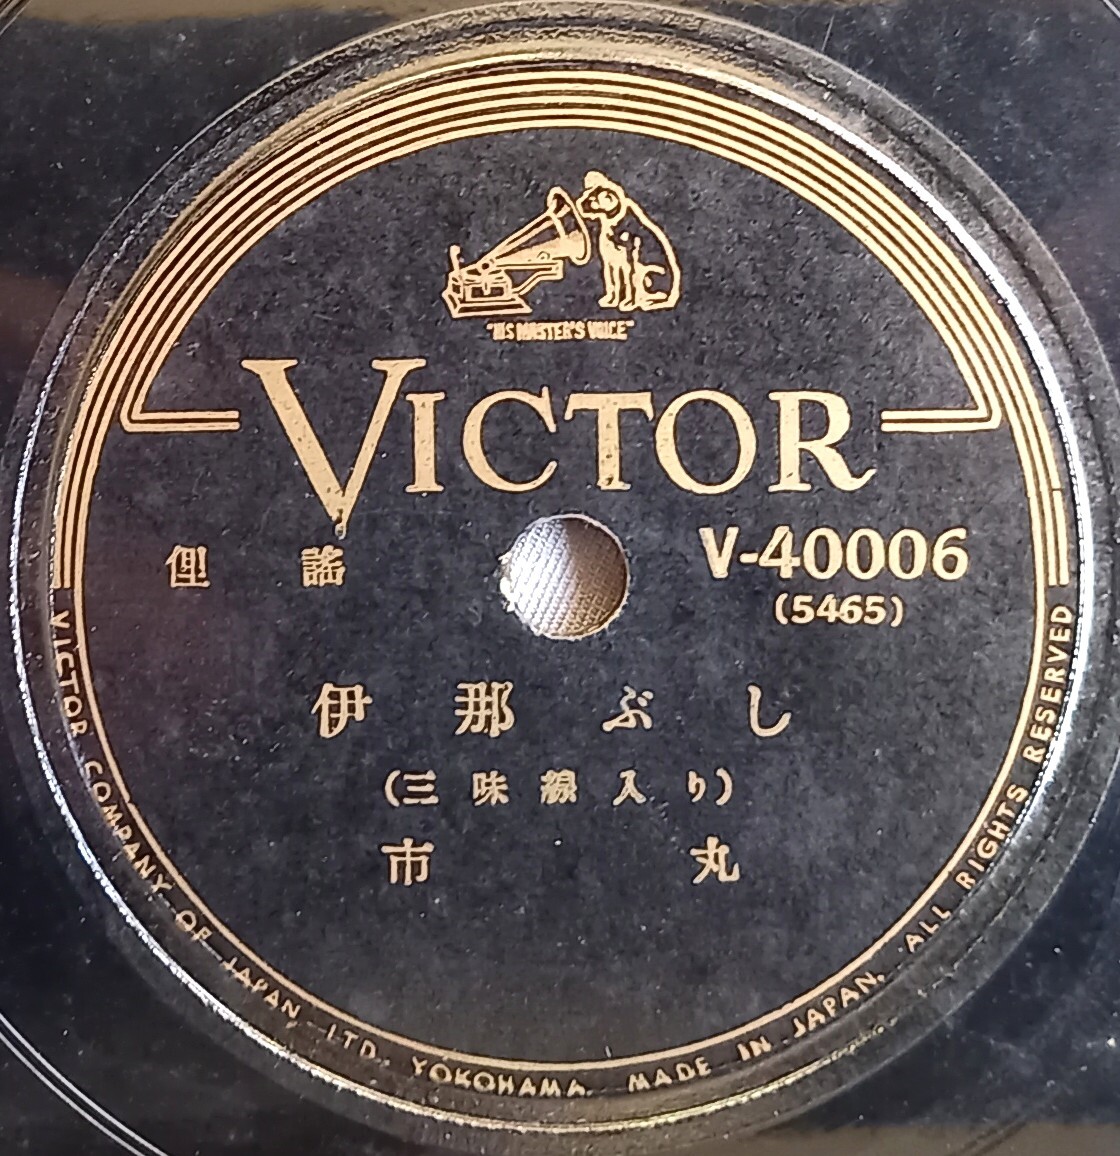 "HIS MASTER'S VOICE"
VICTOR
俚謡
V-40006
(5465)
伊那ぶし
(三味線入り)
市丸
VICTOR COMPANY OF JAPAN, LTD. YOKOHAMA. MADE IN JAPAN. ALL RIGHTS RESERVED